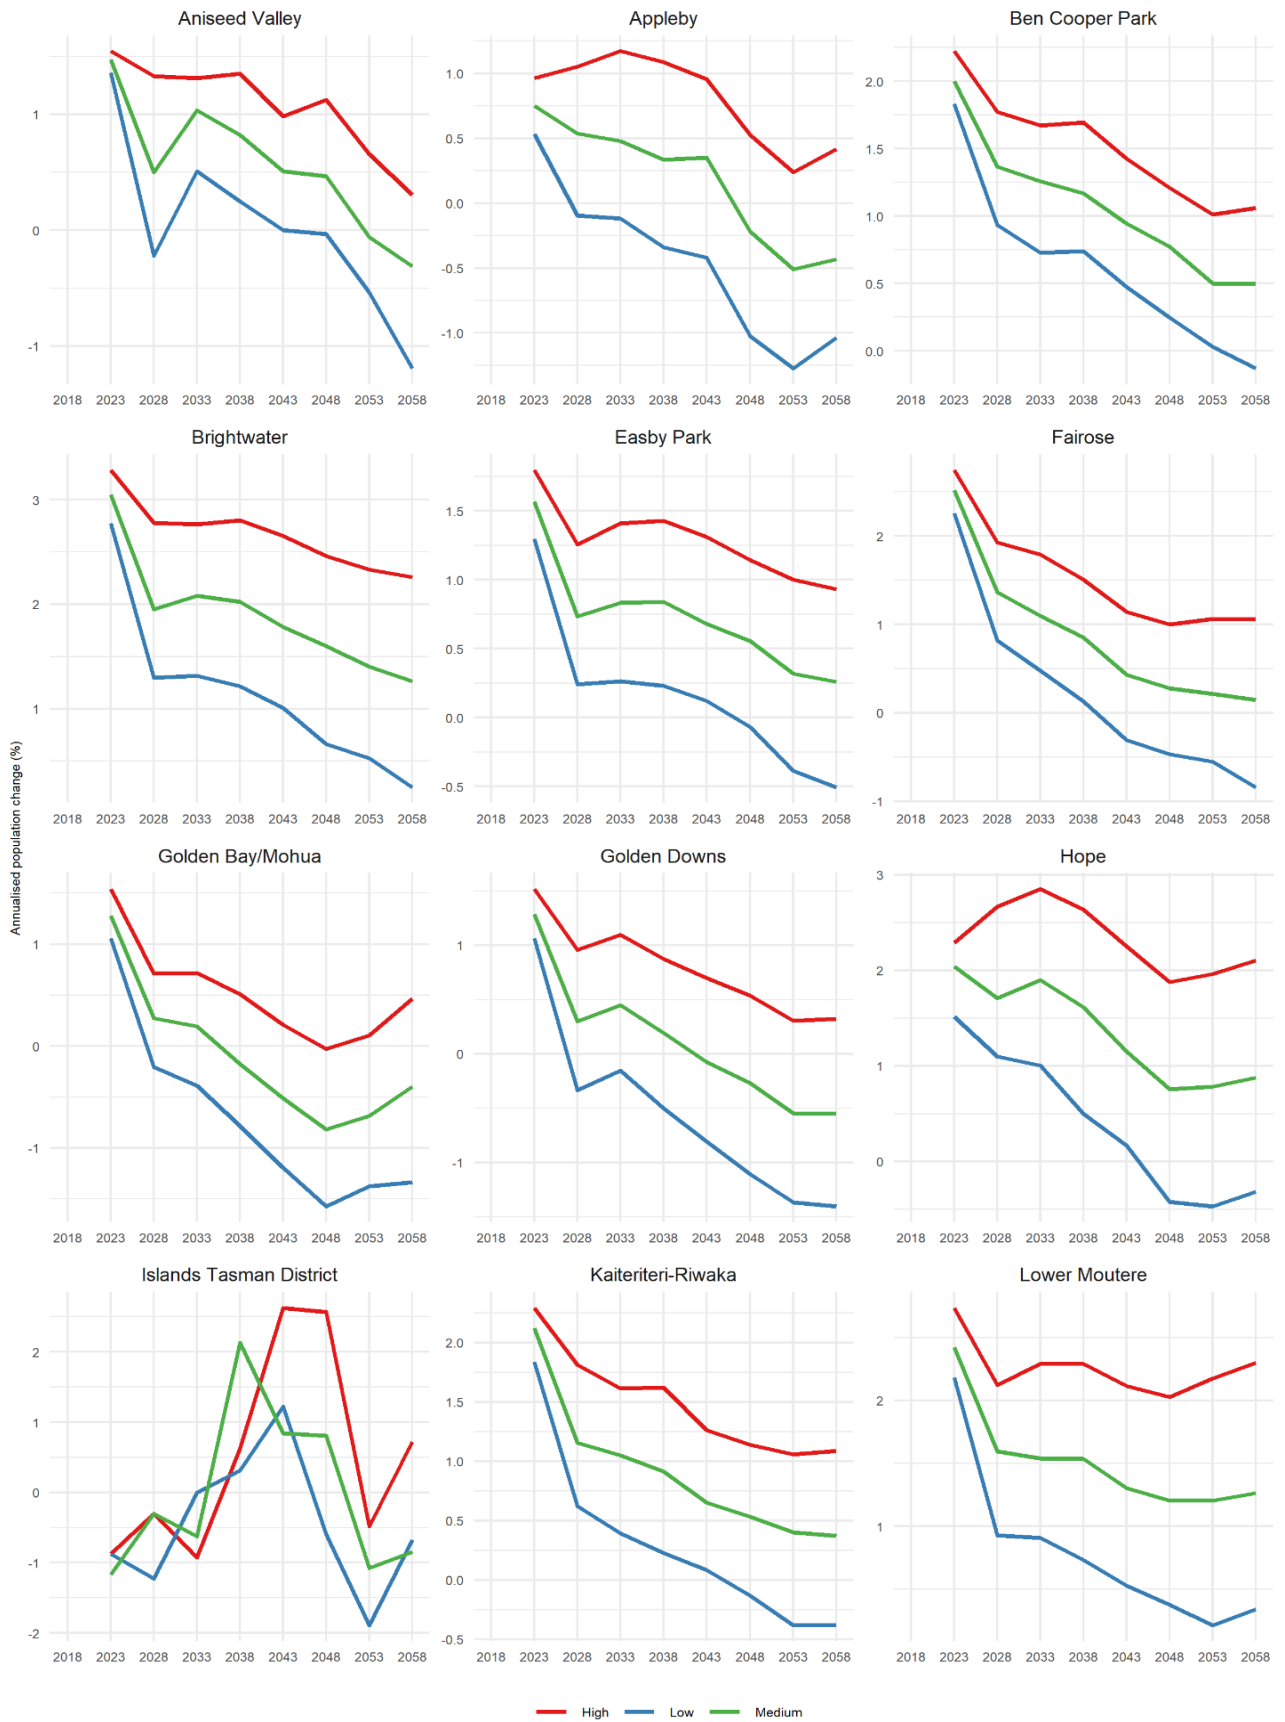 Aniseed Valley Appleby Ben Cooper Park
1 1.0 2.0
0.5 1.5
0 0.0 1.0
-0.5 0.5
-1 -1.0 0.0
2018 2023 2028 2033 2038 2043 2048 2053 2058 2018 2023 2028 2033 2038 2043 2048 2053 2058 2018 2023 2028 2033 2038 2043 2048 2053 2058
Brightwater Easby Park Fairose
3 1.5 2
1.0
2 0.5 1
0.0 0
1 -0.5 -1
2018 2023 2028 2033 2038 2043 2048 2053 2058 2018 2023 2028 2033 2038 2043 2048 2053 2058 2018 2023 2028 2033 2038 2043 2048 2053 2058
Annualised population change (%)
Golden Bay/Mohua Golden Downs Hope
3
1 1 2
0 0 1
-1 -1 0
2018 2023 2028 2033 2038 2043 2048 2053 2058 2018 2023 2028 2033 2038 2043 2048 2053 2058 2018 2023 2028 2033 2038 2043 2048 2053 2058
Islands Tasman District Kaiteriteri-Riwaka Lower Moutere
2 2.0 2
1 1.5
0 1.0
0.5 1
-1 0.0
-2 -0.5
2018 2023 2028 2033 2038 2043 2048 2053 2058 2018 2023 2028 2033 2038 2043 2048 2053 2058 2018 2023 2028 2033 2038 2043 2048 2053 2058
High Low Medium